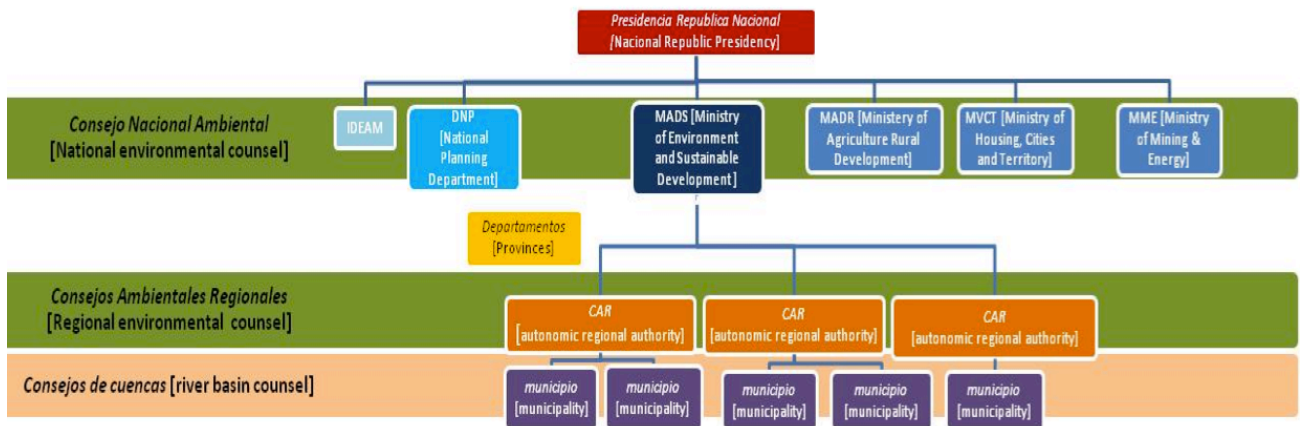 Presidencia Republica Nacional
[Nacional Republic Presidency]
Consejo Nacional Ambiental
[National environmental counsel]
IDEAM
DNP
[National
Planning
Department]
MADS [Ministry
of Environment
and Sustainable
Development]
MADR [Ministery of
Agriculture Rural
Development]
MVCT [Ministry of
Housing, Cities
and Territory]
MME [Ministry
of Mining &
Energy]
Departamentos
[Provinces]
Consejos Ambientales Regionales
[Regional environmental counsel]
CAR
[autonomic regional authority]
CAR
[autonomic regional authority]
CAR
[autonomic regional authority]
Consejos de cuencas [river basin counsel]
municipio
[municipality]
municipio
[municipality]
municipio
[municipality]
municipio
[municipality]
municipio
[municipality]